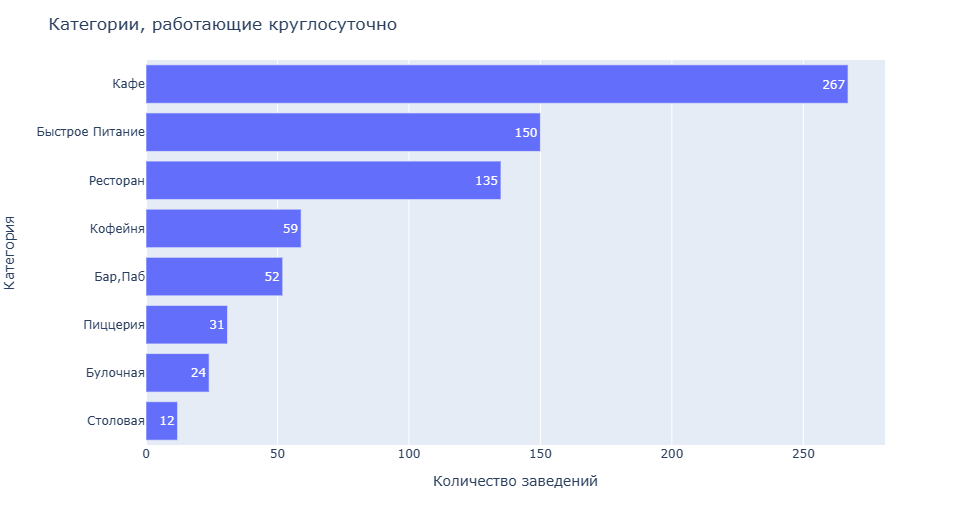 Категории, работающие круглосуточно
Категория
Кафе 267
Быстрое Питание 150
Ресторан 135
Кофейня 59
Бар,Паб 52
Пиццерия 31
Булочная 24
Столовая 12
0 50 100 150 200 250
Количество заведений